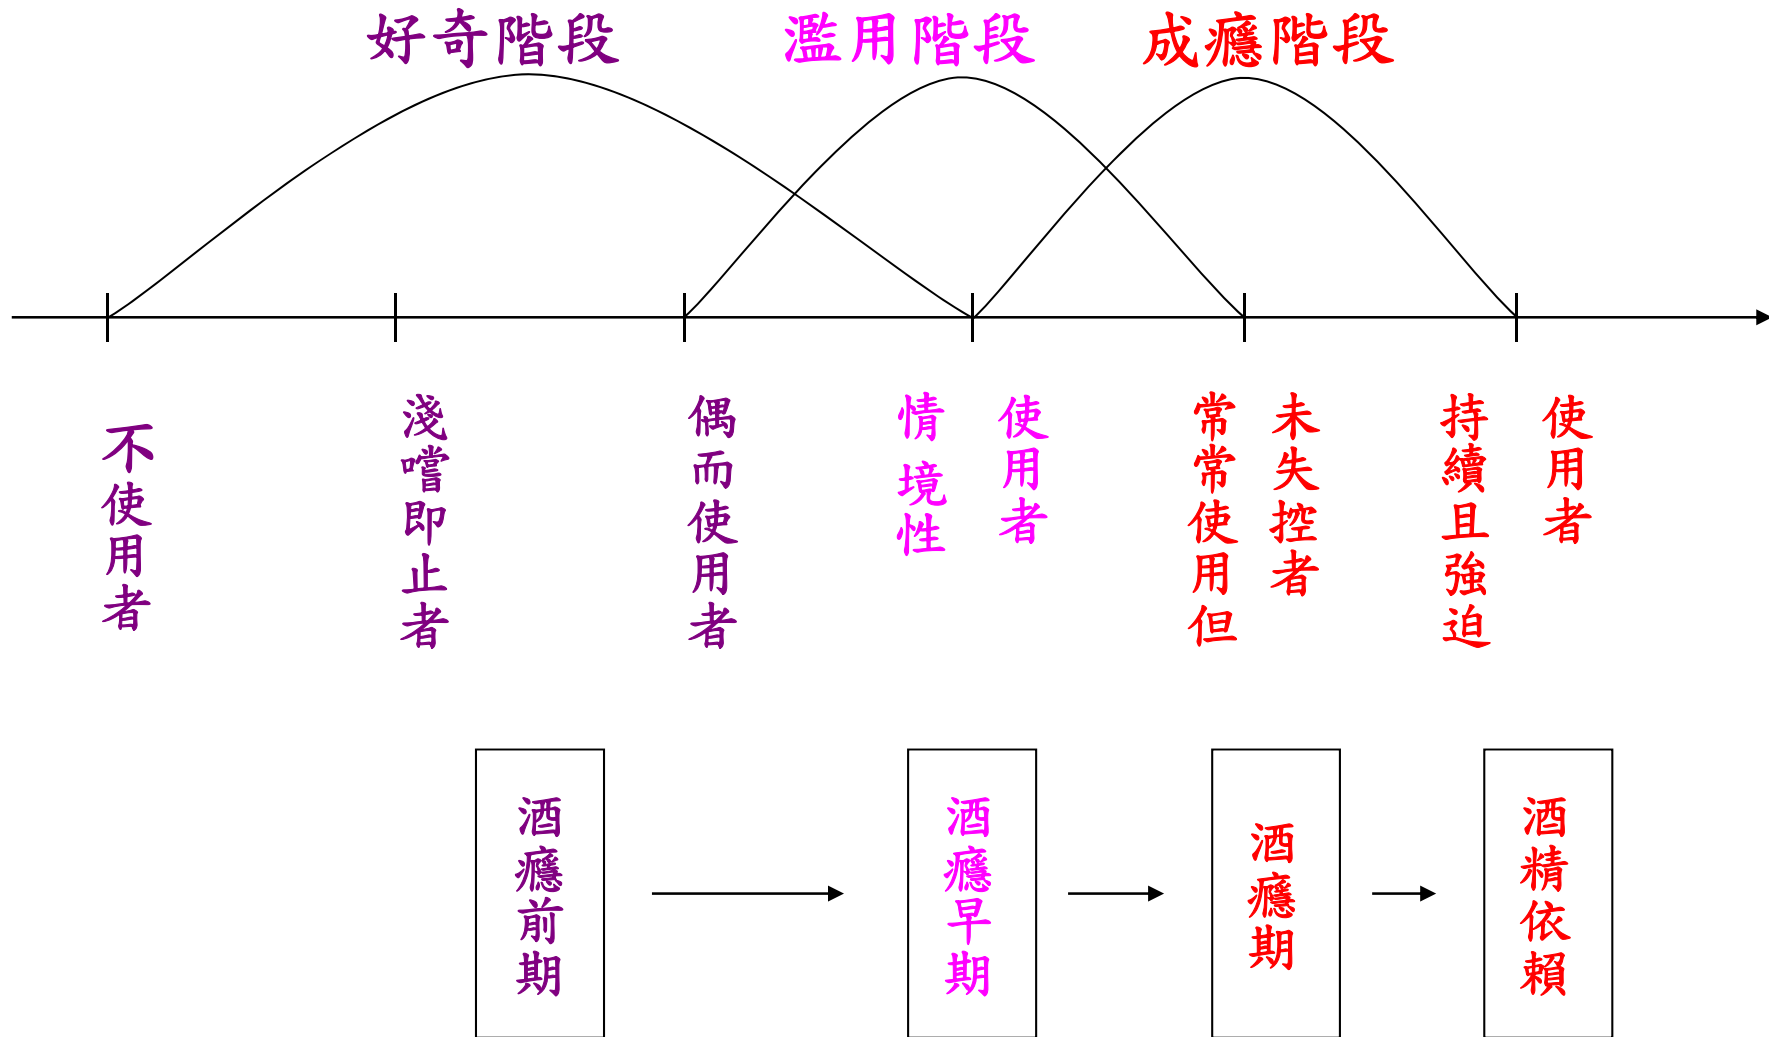 好奇階段
濫用階段
成癮階段
不使用者
淺嚐即止者
偶而使用者
情境性
使用者
常常使用但
未失控者
持續且強迫
使用者
酒癮前期
酒癮早期
酒癮期
酒精依賴